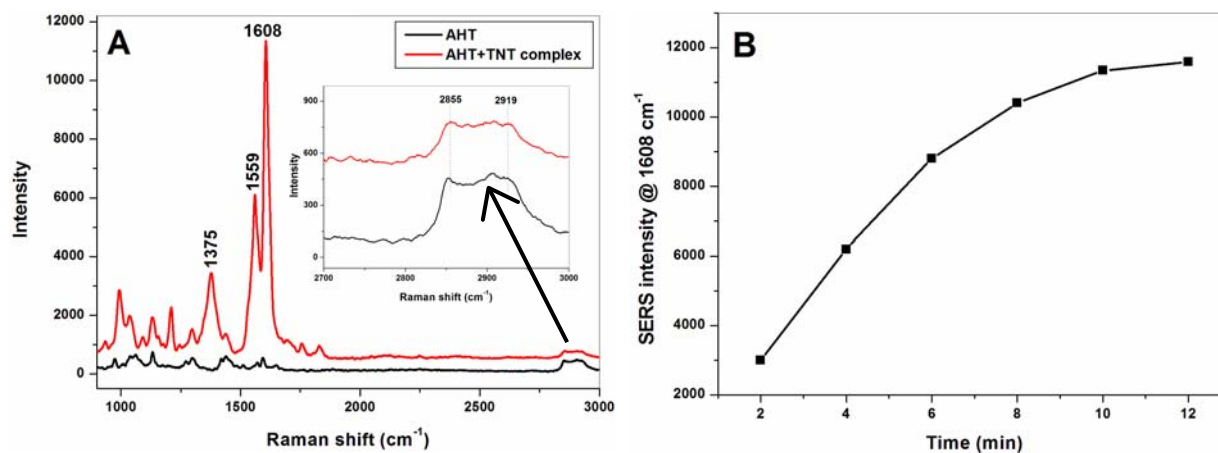 A
AHT
AHT+TNT complex
1608
1559
1375
12000
10000
8000
6000
4000
2000
0
Intensity
1000 1500 2000 2500 3000
Raman shift (cm⁻¹)
2855 2919
900
600
300
0
Intensity
2700 2800 2900 3000
Raman shift (cm⁻¹)
B
12000
10000
8000
6000
4000
2000
SERS intensity @ 1608 cm⁻¹
2 4 6 8 10 12
Time (min)